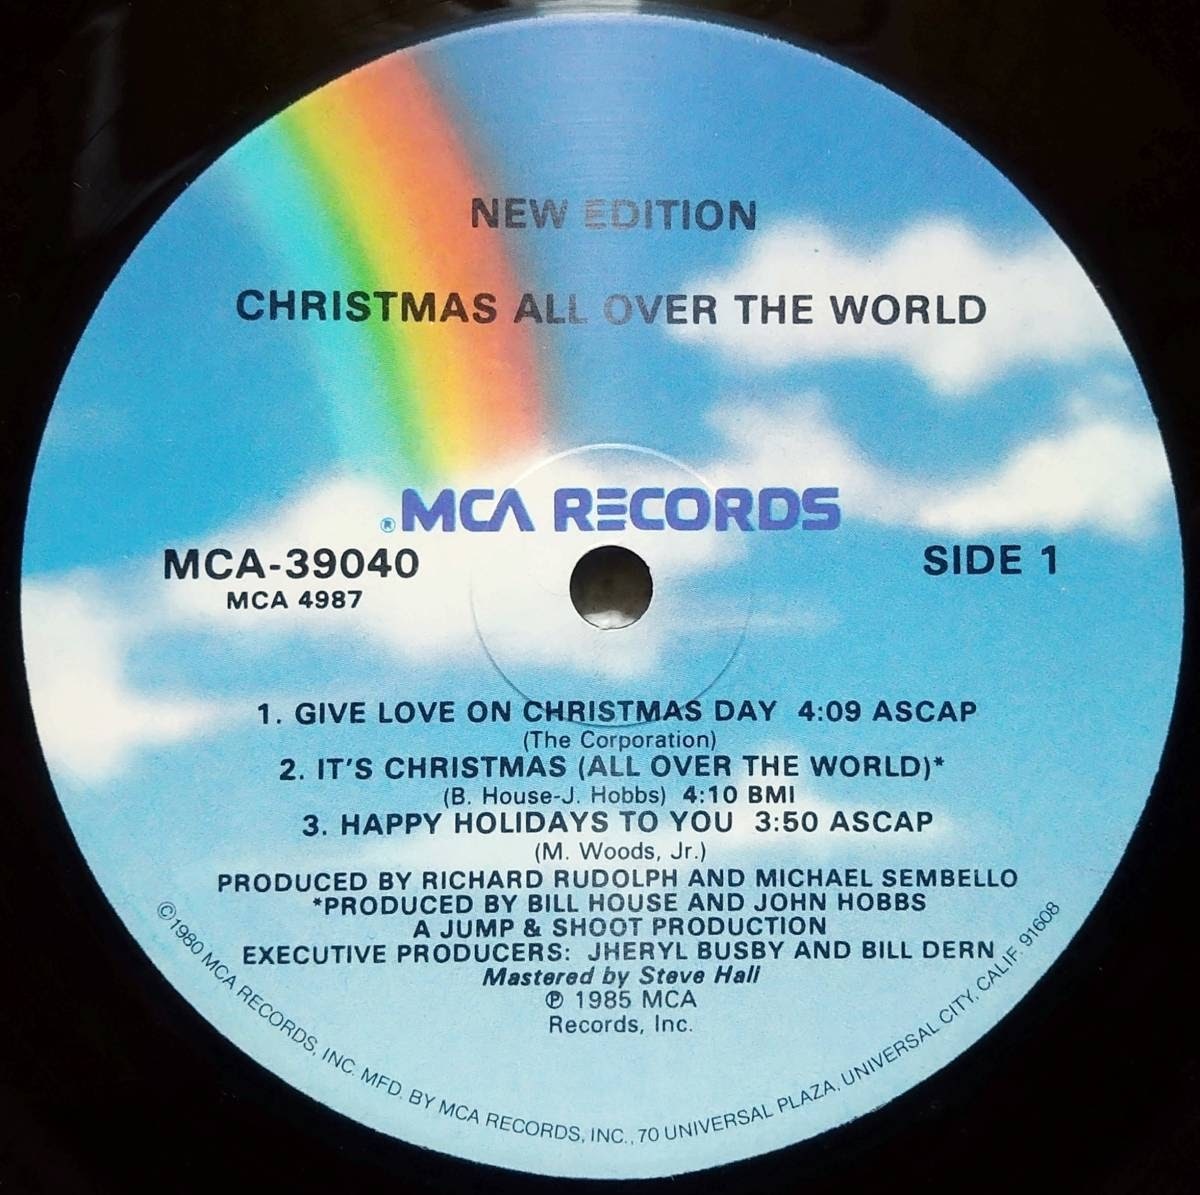 NEW EDITION
CHRISTMAS ALL OVER THE WORLD
®MCA RECORDS
MCA-39040
SIDE 1
MCA 4987
1. GIVE LOVE ON CHRISTMAS DAY 4:09 ASCAP
(The Corporation)
2. IT'S CHRISTMAS (ALL OVER THE WORLD)*
(B. House-J. Hobbs) 4:10 BMI
3. HAPPY HOLIDAYS TO YOU 3:50 ASCAP
(M. Woods, Jr.)
PRODUCED BY RICHARD RUDOLPH AND MICHAEL SEMBELLO
*PRODUCED BY BILL HOUSE AND JOHN HOBBS
A JUMP & SHOOT PRODUCTION
EXECUTIVE PRODUCERS: JHERYL BUSBY AND BILL DERN
Mastered by Steve Hall
℗ 1985 MCA
Records, Inc.
©1980 MCA RECORDS, INC. MFD. BY MCA RECORDS, INC., 70 UNIVERSAL PLAZA, UNIVERSAL CITY, CALIF. 91608